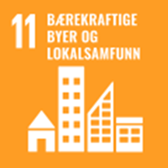 11 BÆREKRAFTIGE
BYER OG
LOKALSAMFUNN